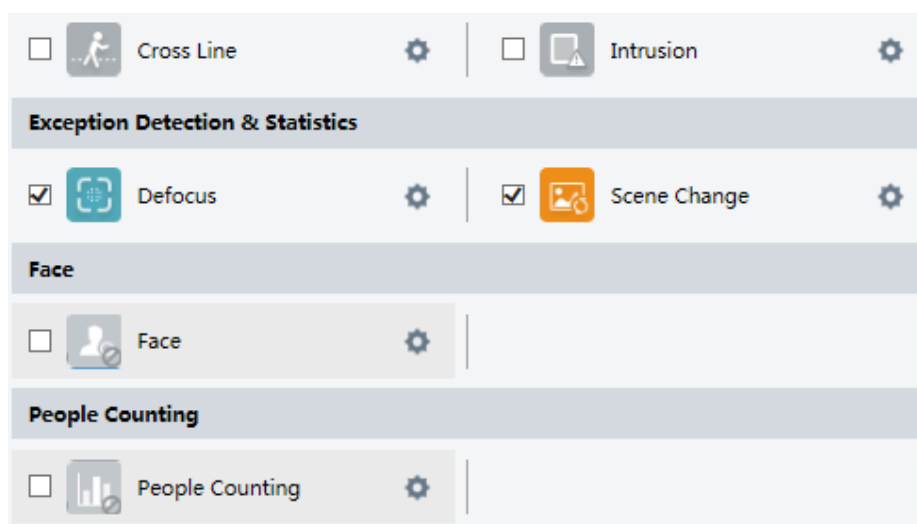 Cross Line
Intrusion
Exception Detection & Statistics
Defocus
Scene Change
Face
Face
People Counting
People Counting